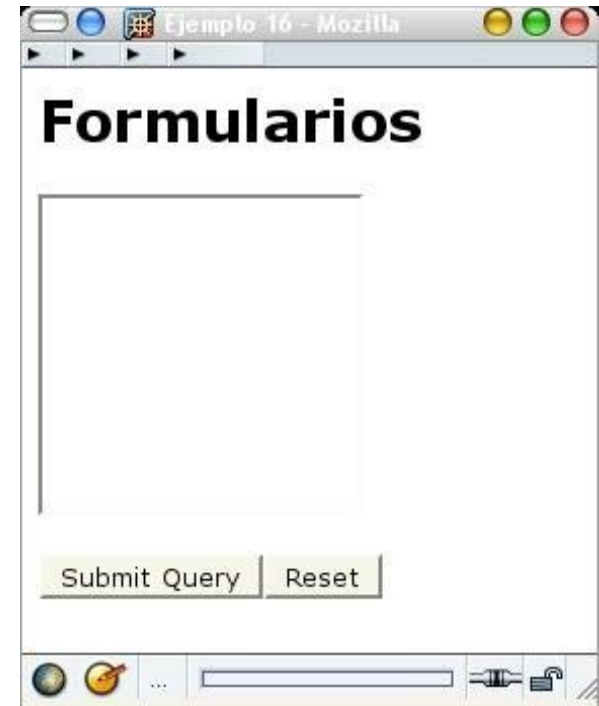 Ejemplo 16 - Mozilla
Formularios
Submit Query Reset
...